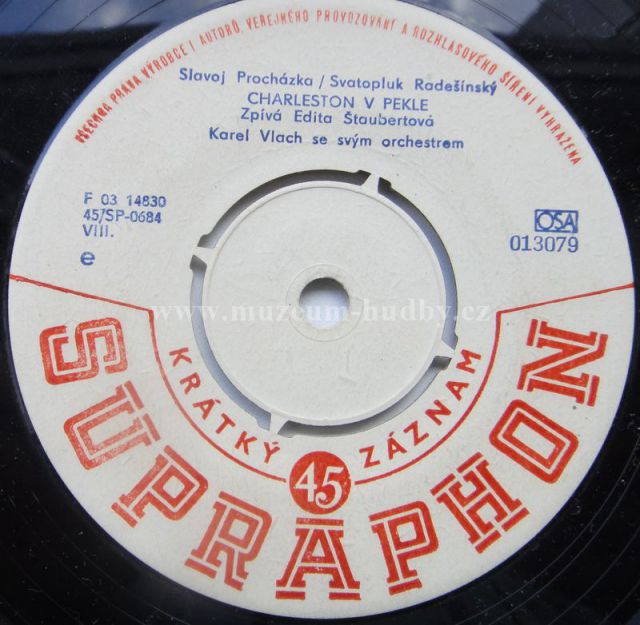 VŠECHNA PRÁVA VÝROBCE I AUTORŮ, VEŘEJNÉHO PROVOZOVÁNÍ A ROZHLASOVÉHO ŠÍŘENÍ VYHRAZENA
Slavoj Procházka / Svatopluk Radešínský
CHARLESTON V PEKLE
Zpívá Edita Štaubertová
Karel Vlach se svým orchestrem
F 03 14830
45/SP-0684
VIII.
e
OSA
013079
www.muzeum-hudby.cz
KRÁTKÝ ZÁZNAM
45
SUPRAPHON